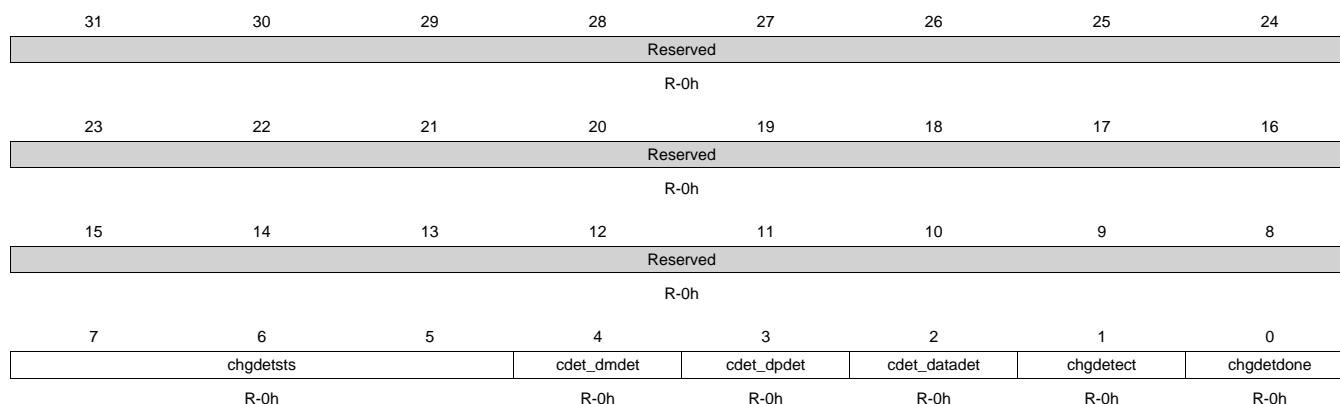 31 30 29 28 27 26 25 24
Reserved
R-0h
23 22 21 20 19 18 17 16
Reserved
R-0h
15 14 13 12 11 10 9 8
Reserved
R-0h
7 6 5 4 3 2 1 0
chgdetsts cdet_dmdet cdet_dpdet cdet_datadet chgdetect chgdetdone
R-0h R-0h R-0h R-0h R-0h R-0h